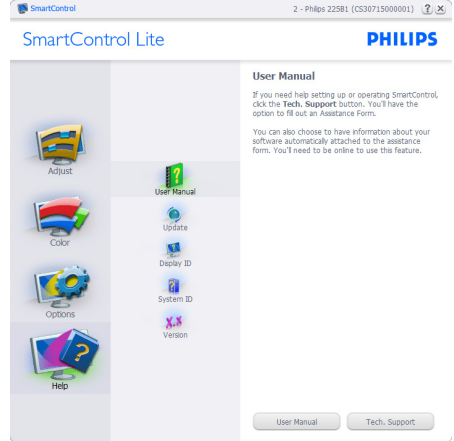 SmartControl
2 - Philips 225B1 (CS30715000001)
SmartControl Lite
PHILIPS
Adjust
Color
Options
Help
User Manual
Update
Display ID
System ID
X.X
Version
User Manual
If you need help setting up or operating SmartControl,
click the Tech. Support button. You'll have the
option to fill out an Assistance Form.
You can also choose to have information about your
software automatically attached to the assistance
form. You'll need to be online to use this feature.
User Manual
Tech. Support